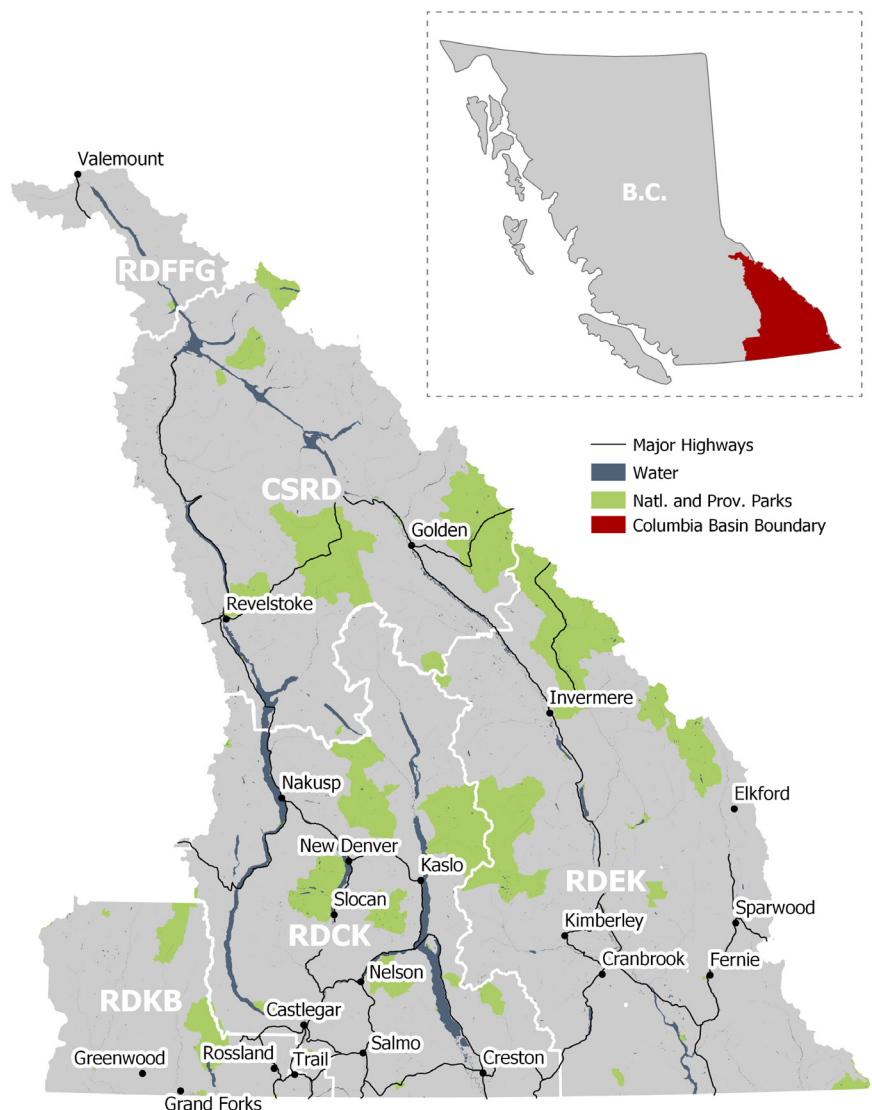 B.C.
Valemount
RDFFG
Major Highways
Water
Natl. and Prov. Parks
Columbia Basin Boundary
CSRD
Golden
Revelstoke
Invermere
Nakusp
Elkford
New Denver
Kaslo
Slocan
RDEK
RDCK
Kimberley
Sparwood
Cranbrook
Fernie
Nelson
RDKB
Castlegar
Greenwood
Rossland
Trail
Salmo
Creston
Grand Forks